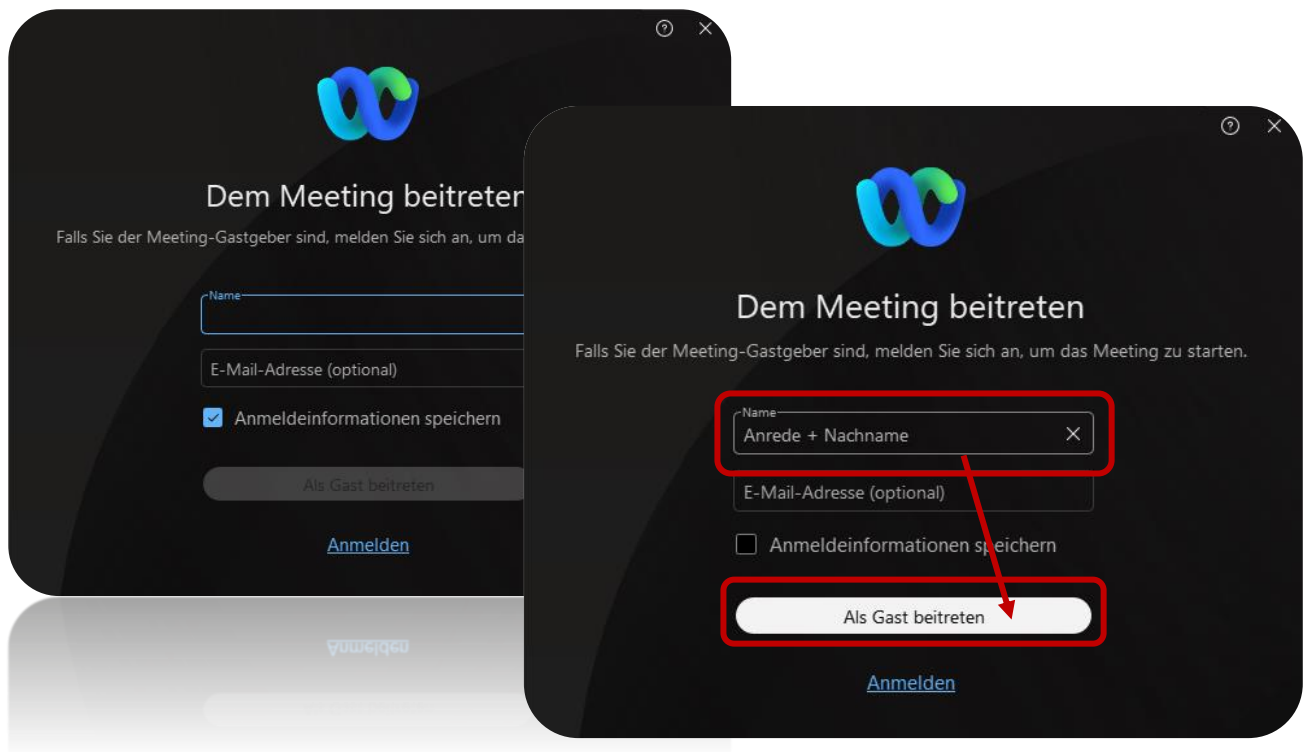 Dem Meeting beitreten
Falls Sie der Meeting-Gastgeber sind, melden Sie sich an, um da
Name
E-Mail-Adresse (optional)
Anmeldeinformationen speichern
Als Gast beitreten
Anmelden
Anmelden
Dem Meeting beitreten
Falls Sie der Meeting-Gastgeber sind, melden Sie sich an, um das Meeting zu starten.
Name
Anrede + Nachname
E-Mail-Adresse (optional)
Anmeldeinformationen speichern
Als Gast beitreten
Anmelden